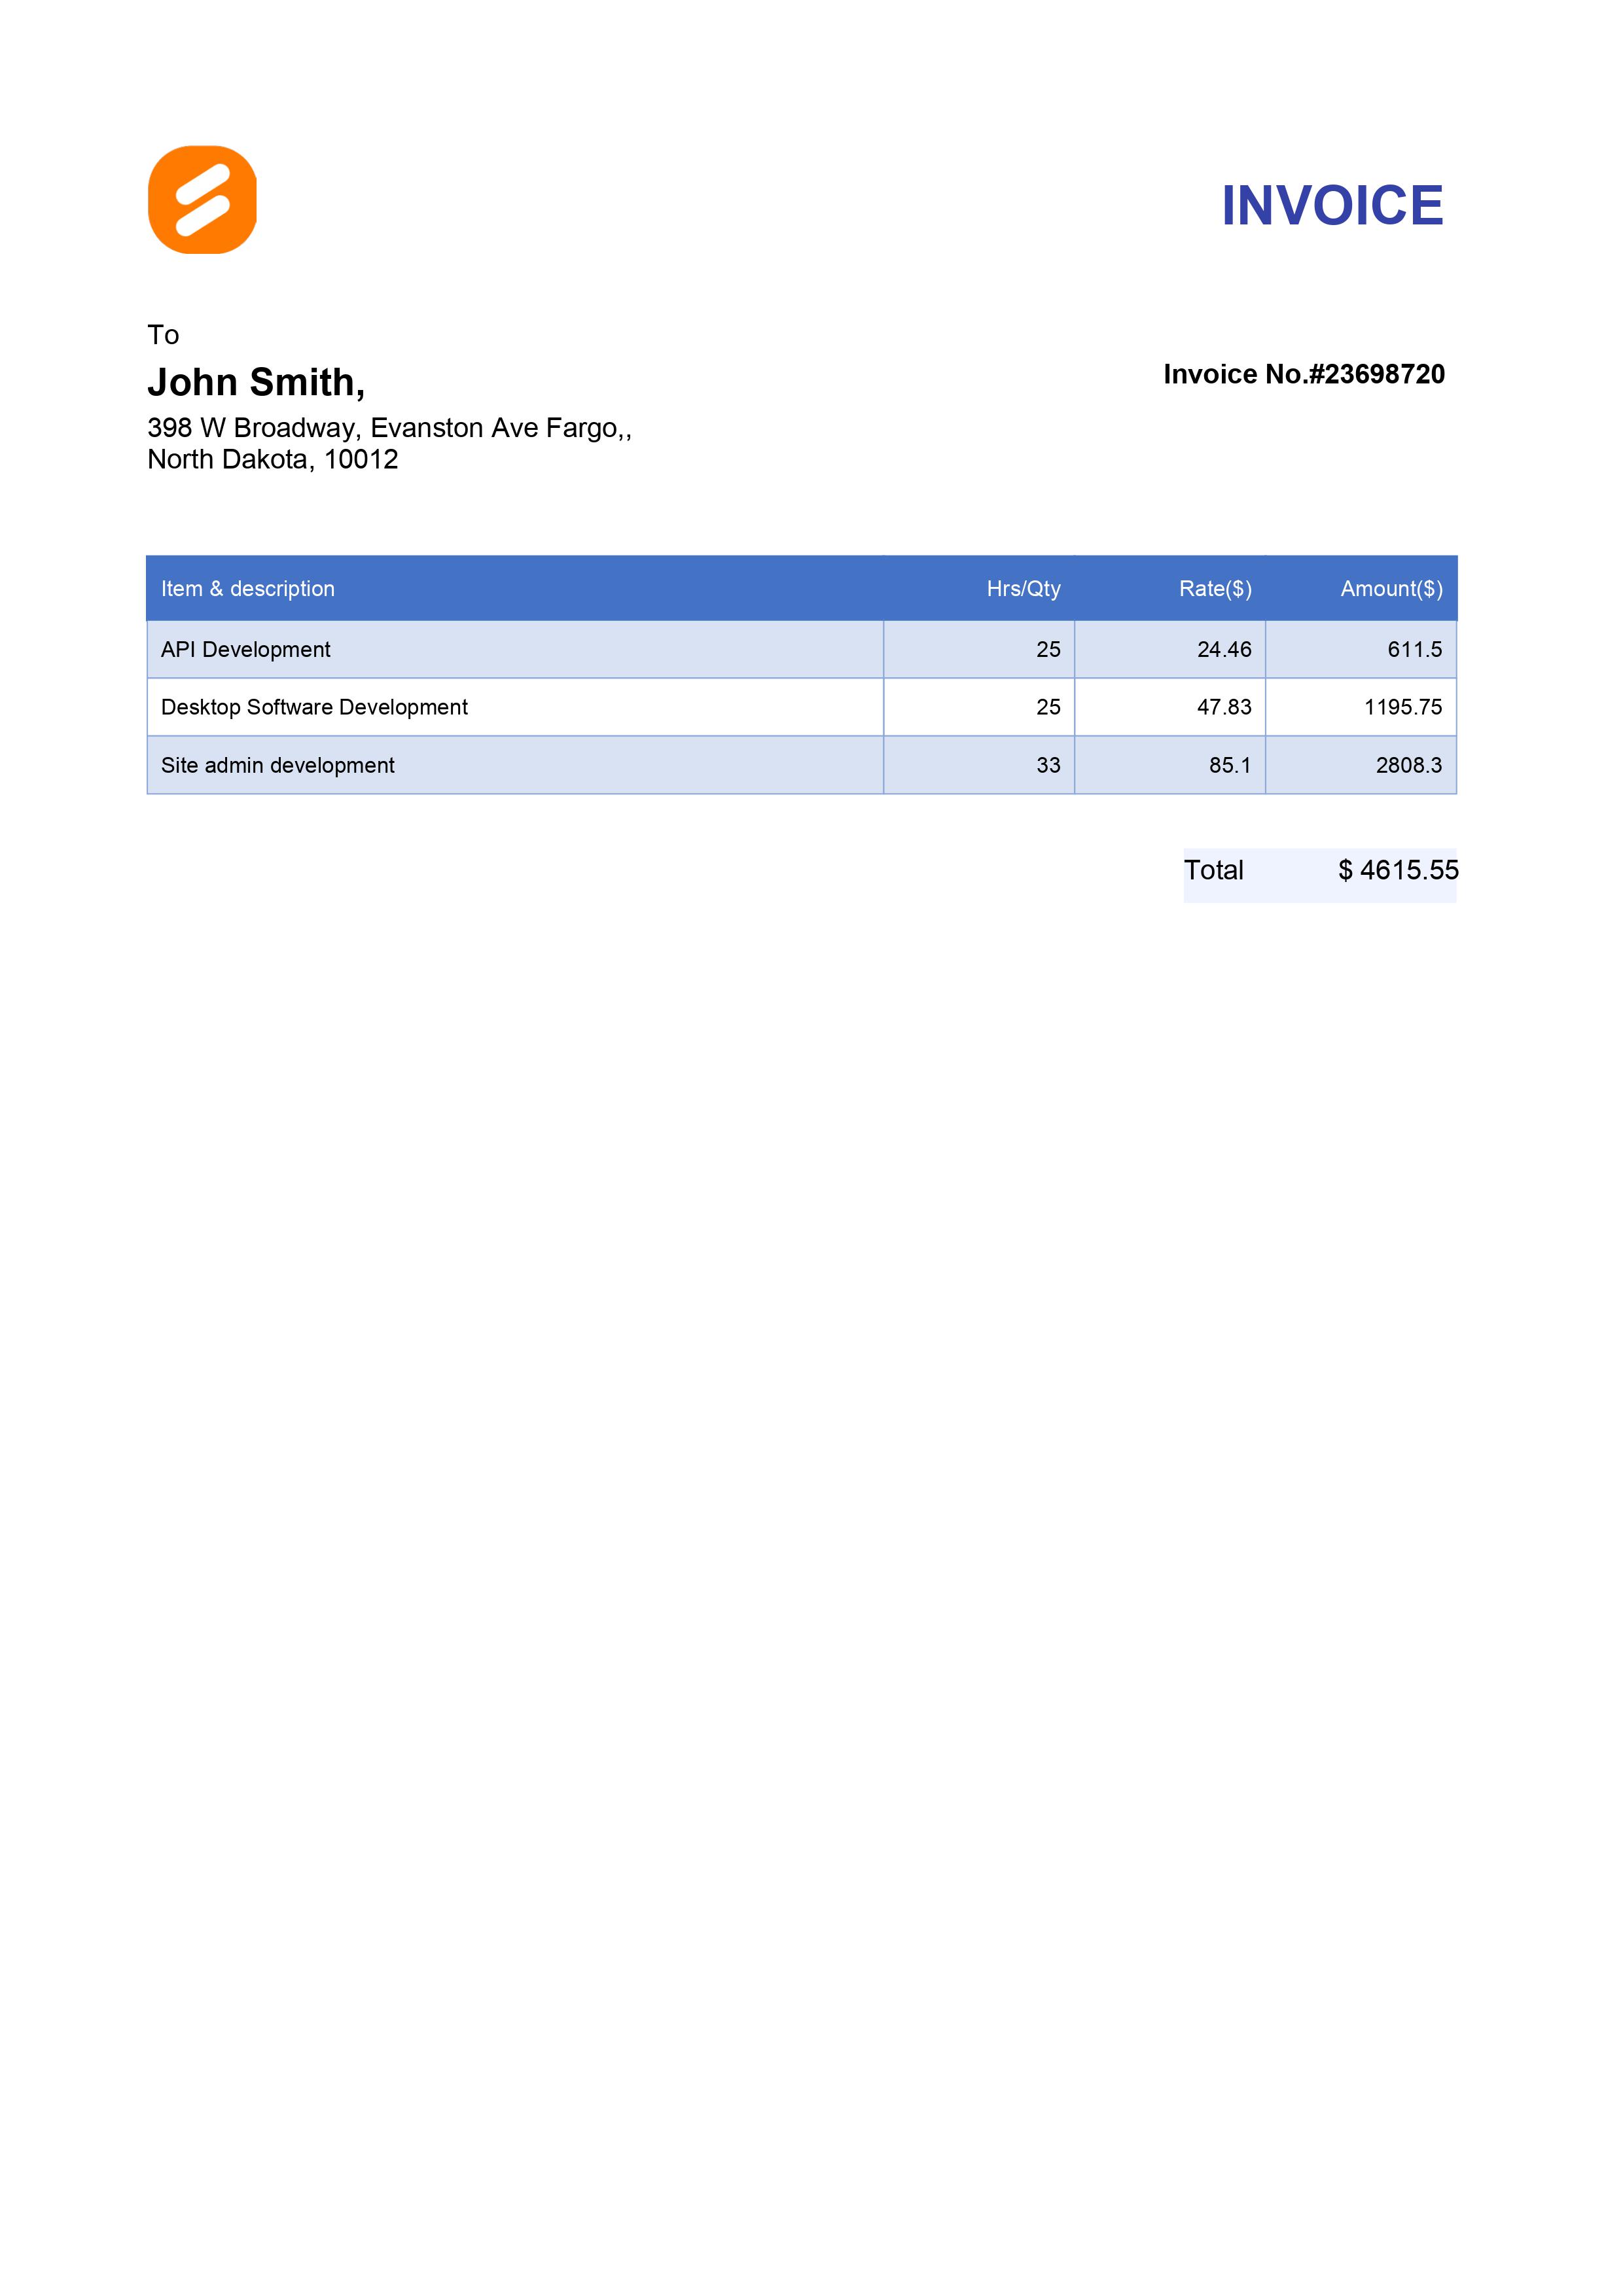 INVOICE
To
John Smith,
Invoice No.#23698720
398 W Broadway, Evanston Ave Fargo,,
North Dakota, 10012
Item & description Hrs/Qty Rate($) Amount($)
API Development 25 24.46 611.5
Desktop Software Development 25 47.83 1195.75
Site admin development 33 85.1 2808.3
Total $ 4615.55